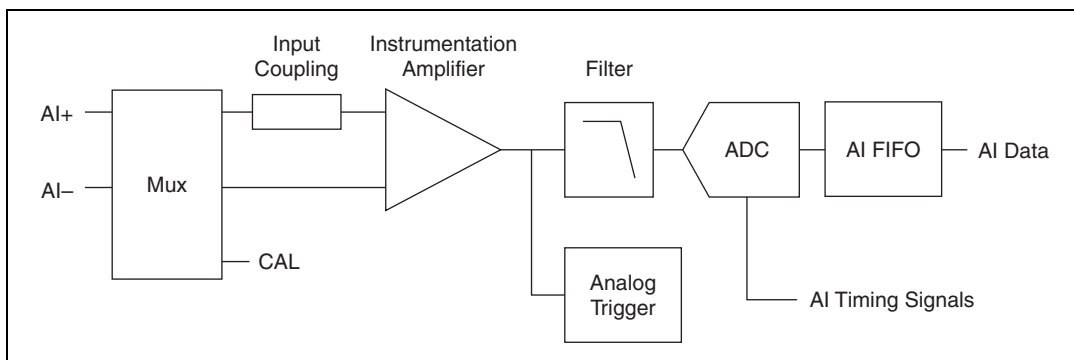 Input
Coupling
Instrumentation
Amplifier
Filter
AI+
AI–
Mux
CAL
ADC
AI FIFO
AI Data
Analog
Trigger
AI Timing Signals